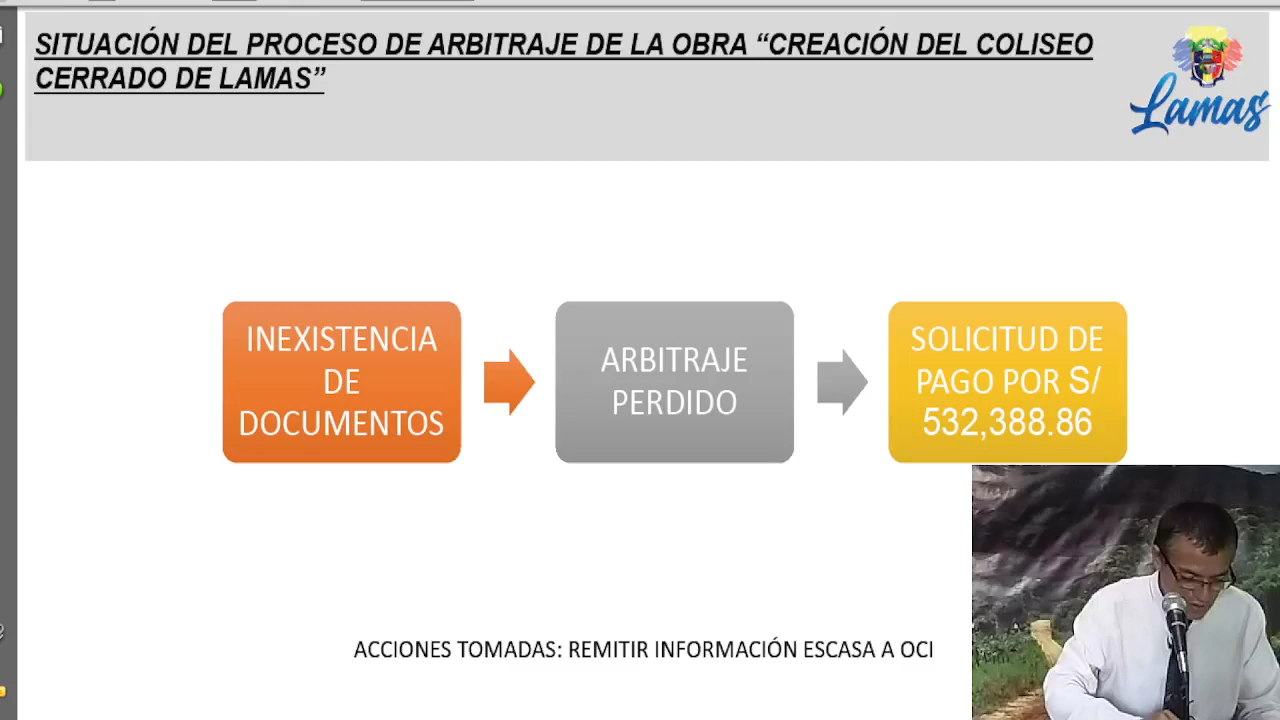 SITUACIÓN DEL PROCESO DE ARBITRAJE DE LA OBRA “CREACIÓN DEL COLISEO
CERRADO DE LAMAS”
Lamas
INEXISTENCIA
DE
DOCUMENTOS
ARBITRAJE
PERDIDO
SOLICITUD DE
PAGO POR S/
532,388.86
ACCIONES TOMADAS: REMITIR INFORMACIÓN ESCASA A OCI